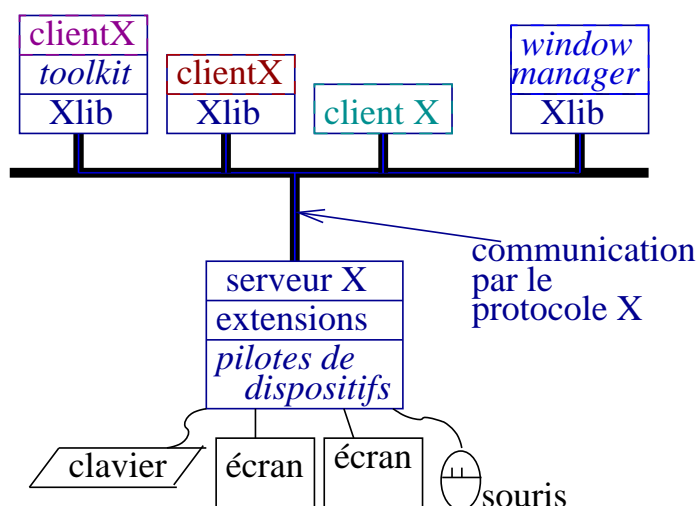 clientX
toolkit
Xlib
clientX
Xlib
client X
window
manager
Xlib
communication
par le
protocole X
serveur X
extensions
pilotes de
dispositifs
clavier
écran
écran
souris